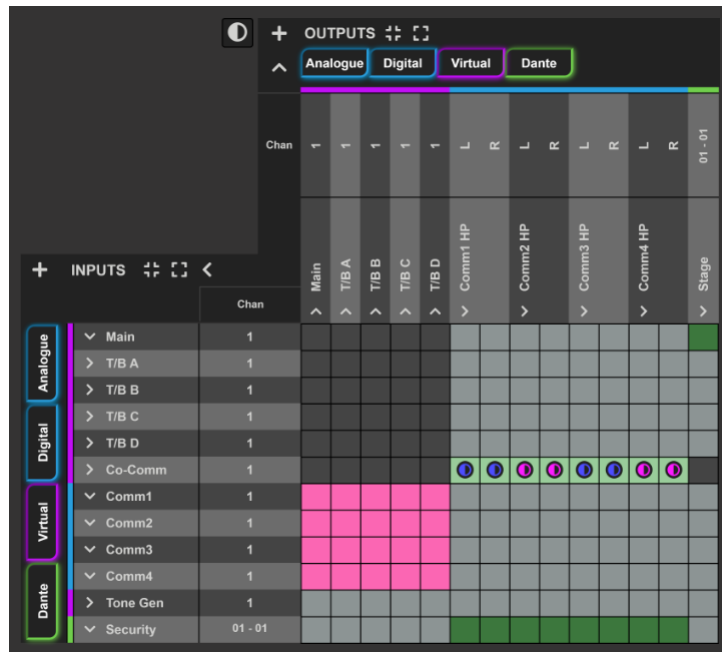 OUTPUTS
Analogue Digital Virtual Dante
Chan 1 1 1 1 1 L R L R L R L R 01 - 01
Main T/B A T/B B T/B C T/B D Comm1 HP Comm2 HP Comm3 HP Comm4 HP Stage
INPUTS
Chan
Analogue
Digital
Virtual
Dante
Main 1
T/B A 1
T/B B 1
T/B C 1
T/B D 1
Co-Comm 1
Comm1 1
Comm2 1
Comm3 1
Comm4 1
Tone Gen 1
Security 01 - 01